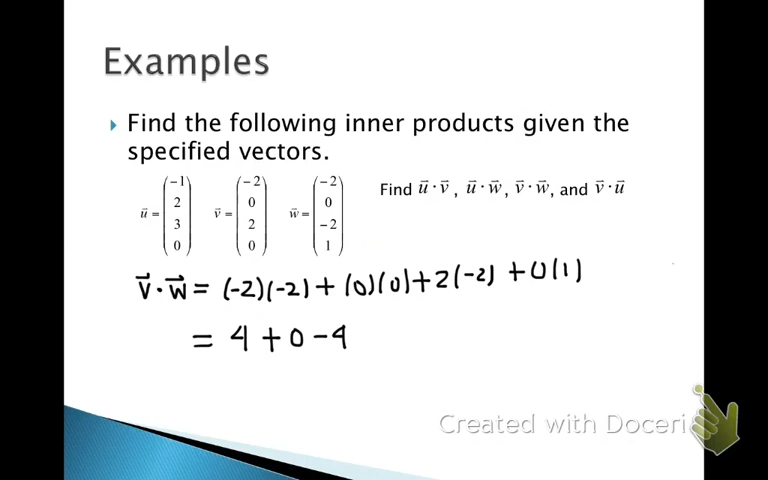 Examples
Find the following inner products given the
specified vectors.
u⃗ = (−1 2 3 0) v⃗ = (−2 0 2 0) w⃗ = (−2 0 −2 1) Find u⃗ · v⃗ , u⃗ · w⃗, v⃗ · w⃗, and v⃗ · u⃗
v⃗ · w⃗ = (-2)(-2) + (0)(0) + 2(-2) + 0(1)
= 4 + 0 - 4
Created with Doceri